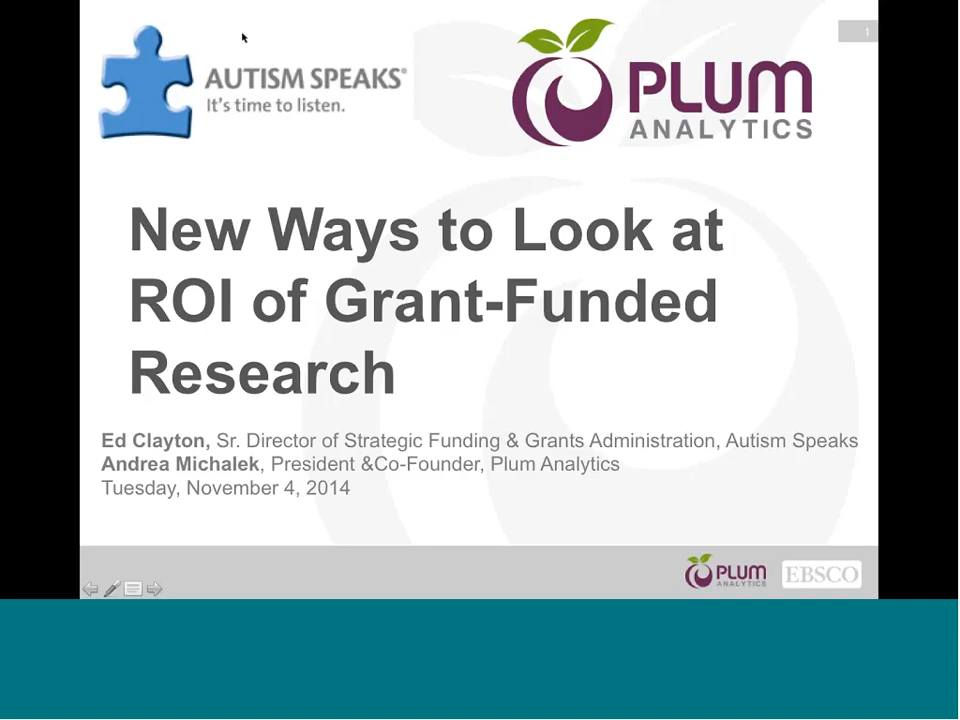 1
AUTISM SPEAKS®
It's time to listen.
PLUM
ANALYTICS
New Ways to Look at
ROI of Grant-Funded
Research
Ed Clayton, Sr. Director of Strategic Funding & Grants Administration, Autism Speaks
Andrea Michalek, President &Co-Founder, Plum Analytics
Tuesday, November 4, 2014
PLUM
ANALYTICS
EBSCO